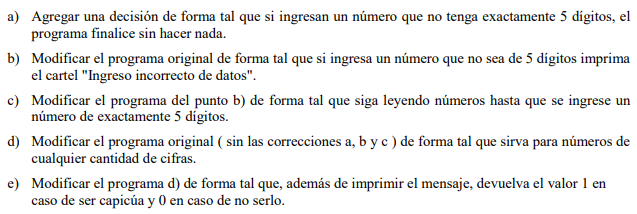 a) Agregar una decisión de forma tal que si ingresan un número que no tenga exactamente 5 dígitos, el
programa finalice sin hacer nada.
b) Modificar el programa original de forma tal que si ingresa un número que no sea de 5 dígitos imprima
el cartel "Ingreso incorrecto de datos".
c) Modificar el programa del punto b) de forma tal que siga leyendo números hasta que se ingrese un
número de exactamente 5 dígitos.
d) Modificar el programa original ( sin las correcciones a, b y c ) de forma tal que sirva para números de
cualquier cantidad de cifras.
e) Modificar el programa d) de forma tal que, además de imprimir el mensaje, devuelva el valor 1 en
caso de ser capicúa y 0 en caso de no serlo.